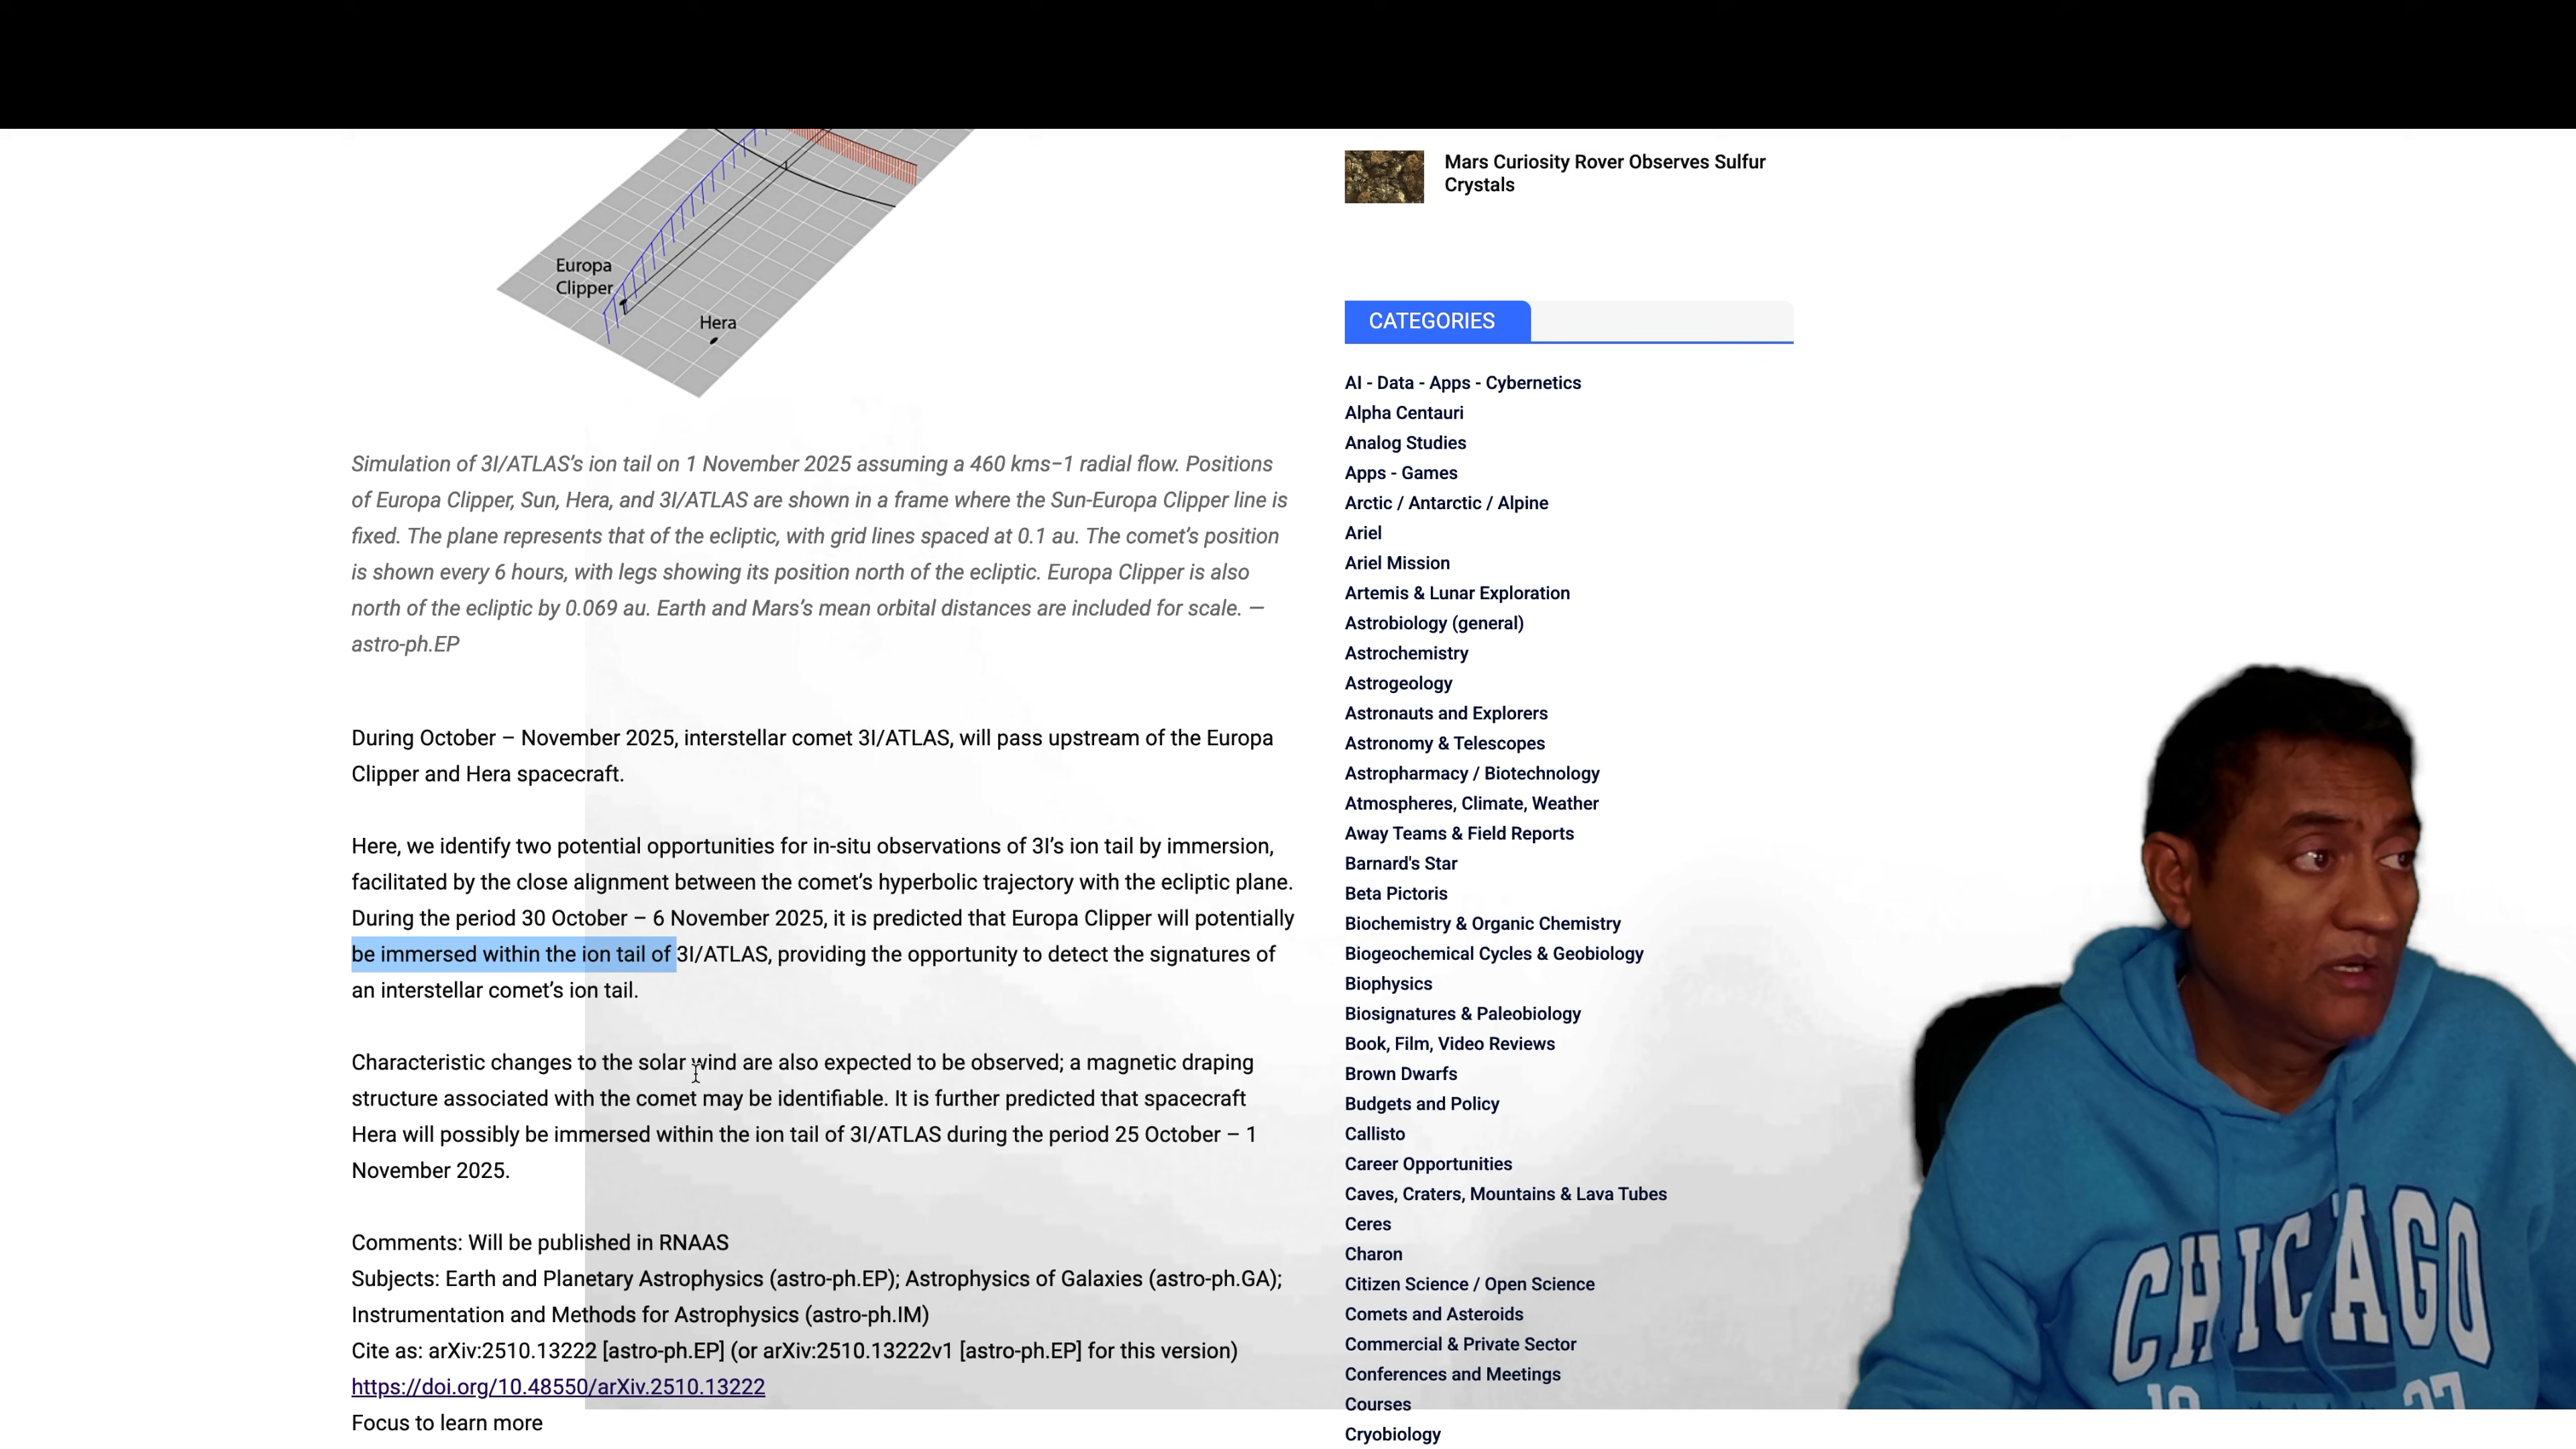 Europa
Clipper
Hera
Simulation of 3I/ATLAS’s ion tail on 1 November 2025 assuming a 460 kms−1 radial flow. Positions
of Europa Clipper, Sun, Hera, and 3I/ATLAS are shown in a frame where the Sun-Europa Clipper line is
fixed. The plane represents that of the ecliptic, with grid lines spaced at 0.1 au. The comet’s position
is shown every 6 hours, with legs showing its position north of the ecliptic. Europa Clipper is also
north of the ecliptic by 0.069 au. Earth and Mars’s mean orbital distances are included for scale. —
astro-ph.EP
During October – November 2025, interstellar comet 3I/ATLAS, will pass upstream of the Europa
Clipper and Hera spacecraft.
Here, we identify two potential opportunities for in-situ observations of 3I’s ion tail by immersion,
facilitated by the close alignment between the comet’s hyperbolic trajectory with the ecliptic plane.
During the period 30 October – 6 November 2025, it is predicted that Europa Clipper will potentially
be immersed within the ion tail of 3I/ATLAS, providing the opportunity to detect the signatures of
an interstellar comet’s ion tail.
Characteristic changes to the solar wind are also expected to be observed; a magnetic draping
structure associated with the comet may be identifiable. It is further predicted that spacecraft
Hera will possibly be immersed within the ion tail of 3I/ATLAS during the period 25 October – 1
November 2025.
Comments: Will be published in RNAAS
Subjects: Earth and Planetary Astrophysics (astro-ph.EP); Astrophysics of Galaxies (astro-ph.GA);
Instrumentation and Methods for Astrophysics (astro-ph.IM)
Cite as: arXiv:2510.13222 [astro-ph.EP] (or arXiv:2510.13222v1 [astro-ph.EP] for this version)
https://doi.org/10.48550/arXiv.2510.13222
Focus to learn more
Mars Curiosity Rover Observes Sulfur
Crystals
CATEGORIES
AI - Data - Apps - Cybernetics
Alpha Centauri
Analog Studies
Apps - Games
Arctic / Antarctic / Alpine
Ariel
Ariel Mission
Artemis & Lunar Exploration
Astrobiology (general)
Astrochemistry
Astrogeology
Astronauts and Explorers
Astronomy & Telescopes
Astropharmacy / Biotechnology
Atmospheres, Climate, Weather
Away Teams & Field Reports
Barnard's Star
Beta Pictoris
Biochemistry & Organic Chemistry
Biogeochemical Cycles & Geobiology
Biophysics
Biosignatures & Paleobiology
Book, Film, Video Reviews
Brown Dwarfs
Budgets and Policy
Callisto
Career Opportunities
Caves, Craters, Mountains & Lava Tubes
Ceres
Charon
Citizen Science / Open Science
Comets and Asteroids
Commercial & Private Sector
Conferences and Meetings
Courses
Cryobiology
CHICAGO